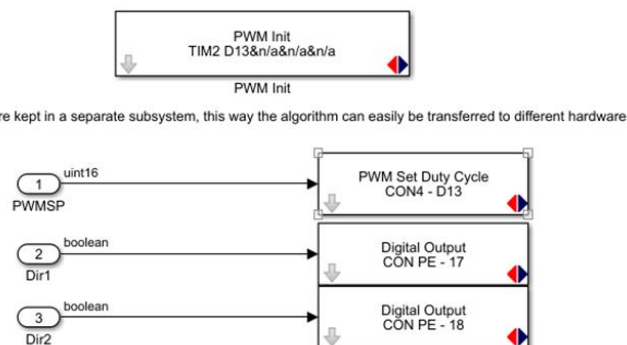 PWM Init
TIM2 D13&n/a&n/a&n/a
PWM Init
re kept in a separate subsystem, this way the algorithm can easily be transferred to different hardware
uint16
1
PWMSP
PWM Set Duty Cycle
CON4 - D13
boolean
2
Dir1
Digital Output
CON PE - 17
boolean
3
Dir2
Digital Output
CON PE - 18